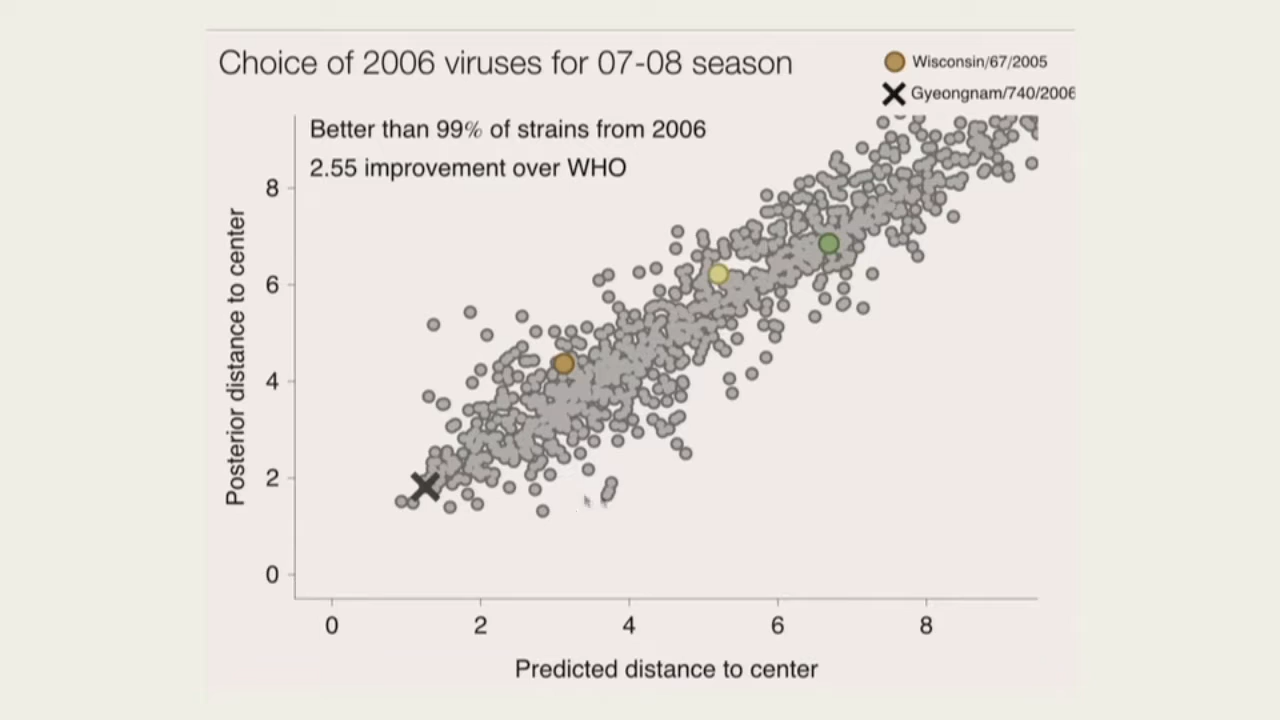 Choice of 2006 viruses for 07-08 season
Wisconsin/67/2005
Gyeongnam/740/2006
Better than 99% of strains from 2006
2.55 improvement over WHO
Posterior distance to center
8
6
4
2
0
0 2 4 6 8
Predicted distance to center